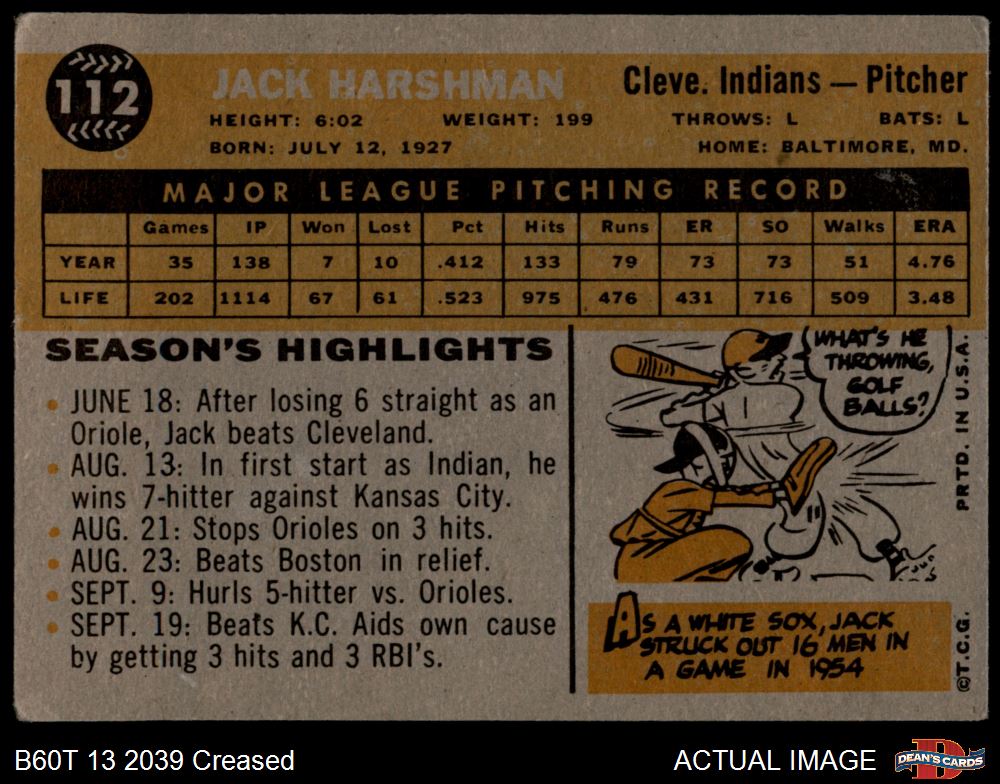 112
JACK HARSHMAN
Cleve. Indians — Pitcher
HEIGHT: 6:02 WEIGHT: 199 THROWS: L BATS: L
BORN: JULY 12, 1927 HOME: BALTIMORE, MD.
MAJOR LEAGUE PITCHING RECORD
Games IP Won Lost Pct Hits Runs ER SO Walks ERA
YEAR 35 138 7 10 .412 133 79 73 73 51 4.76
LIFE 202 1114 67 61 .523 975 476 431 716 509 3.48
SEASON'S HIGHLIGHTS
• JUNE 18: After losing 6 straight as an
Oriole, Jack beats Cleveland.
• AUG. 13: In first start as Indian, he
wins 7-hitter against Kansas City.
• AUG. 21: Stops Orioles on 3 hits.
• AUG. 23: Beats Boston in relief.
• SEPT. 9: Hurls 5-hitter vs. Orioles.
• SEPT. 19: Beats K.C. Aids own cause
by getting 3 hits and 3 RBI's.
WHAT'S HE
THROWING,
GOLF
BALLS?
11
AS A WHITE SOX, JACK
STRUCK OUT 16 MEN IN
A GAME IN 1954
PRTD. IN U.S.A.
©T.C.G.
B60T 13 2039 Creased
ACTUAL IMAGE
DEAN'S CARDS